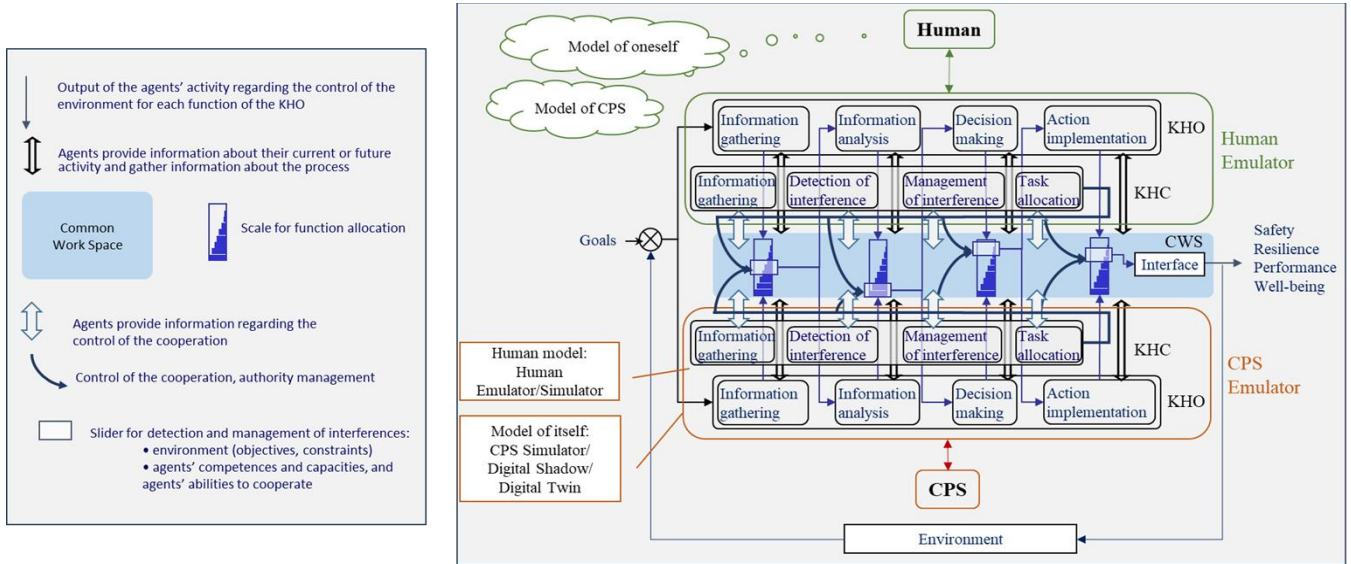 Output of the agents' activity regarding the control of the
environment for each function of the KHO
Agents provide information about their current or future
activity and gather information about the process
Common
Work Space
Scale for function allocation
Agents provide information regarding the
control of the cooperation
Control of the cooperation, authority management
Slider for detection and management of interferences:
• environment (objectives, constraints)
• agents' competences and capacities, and
agents' abilities to cooperate
Model of oneself
Model of CPS
Human
Information
gathering
Information
analysis
Decision
making
Action
implementation
KHO
Human
Emulator
Information
gathering
Detection of
interference
Management
of interference
Task
allocation
KHC
Goals
CWS
Interface
Safety
Resilience
Performance
Well-being
Information
gathering
Detection of
interference
Management
of interference
Task
allocation
KHC
CPS
Emulator
Information
gathering
Information
analysis
Decision
making
Action
implementation
KHO
Human model:
Human
Emulator/Simulator
Model of itself:
CPS Simulator/
Digital Shadow/
Digital Twin
CPS
Environment